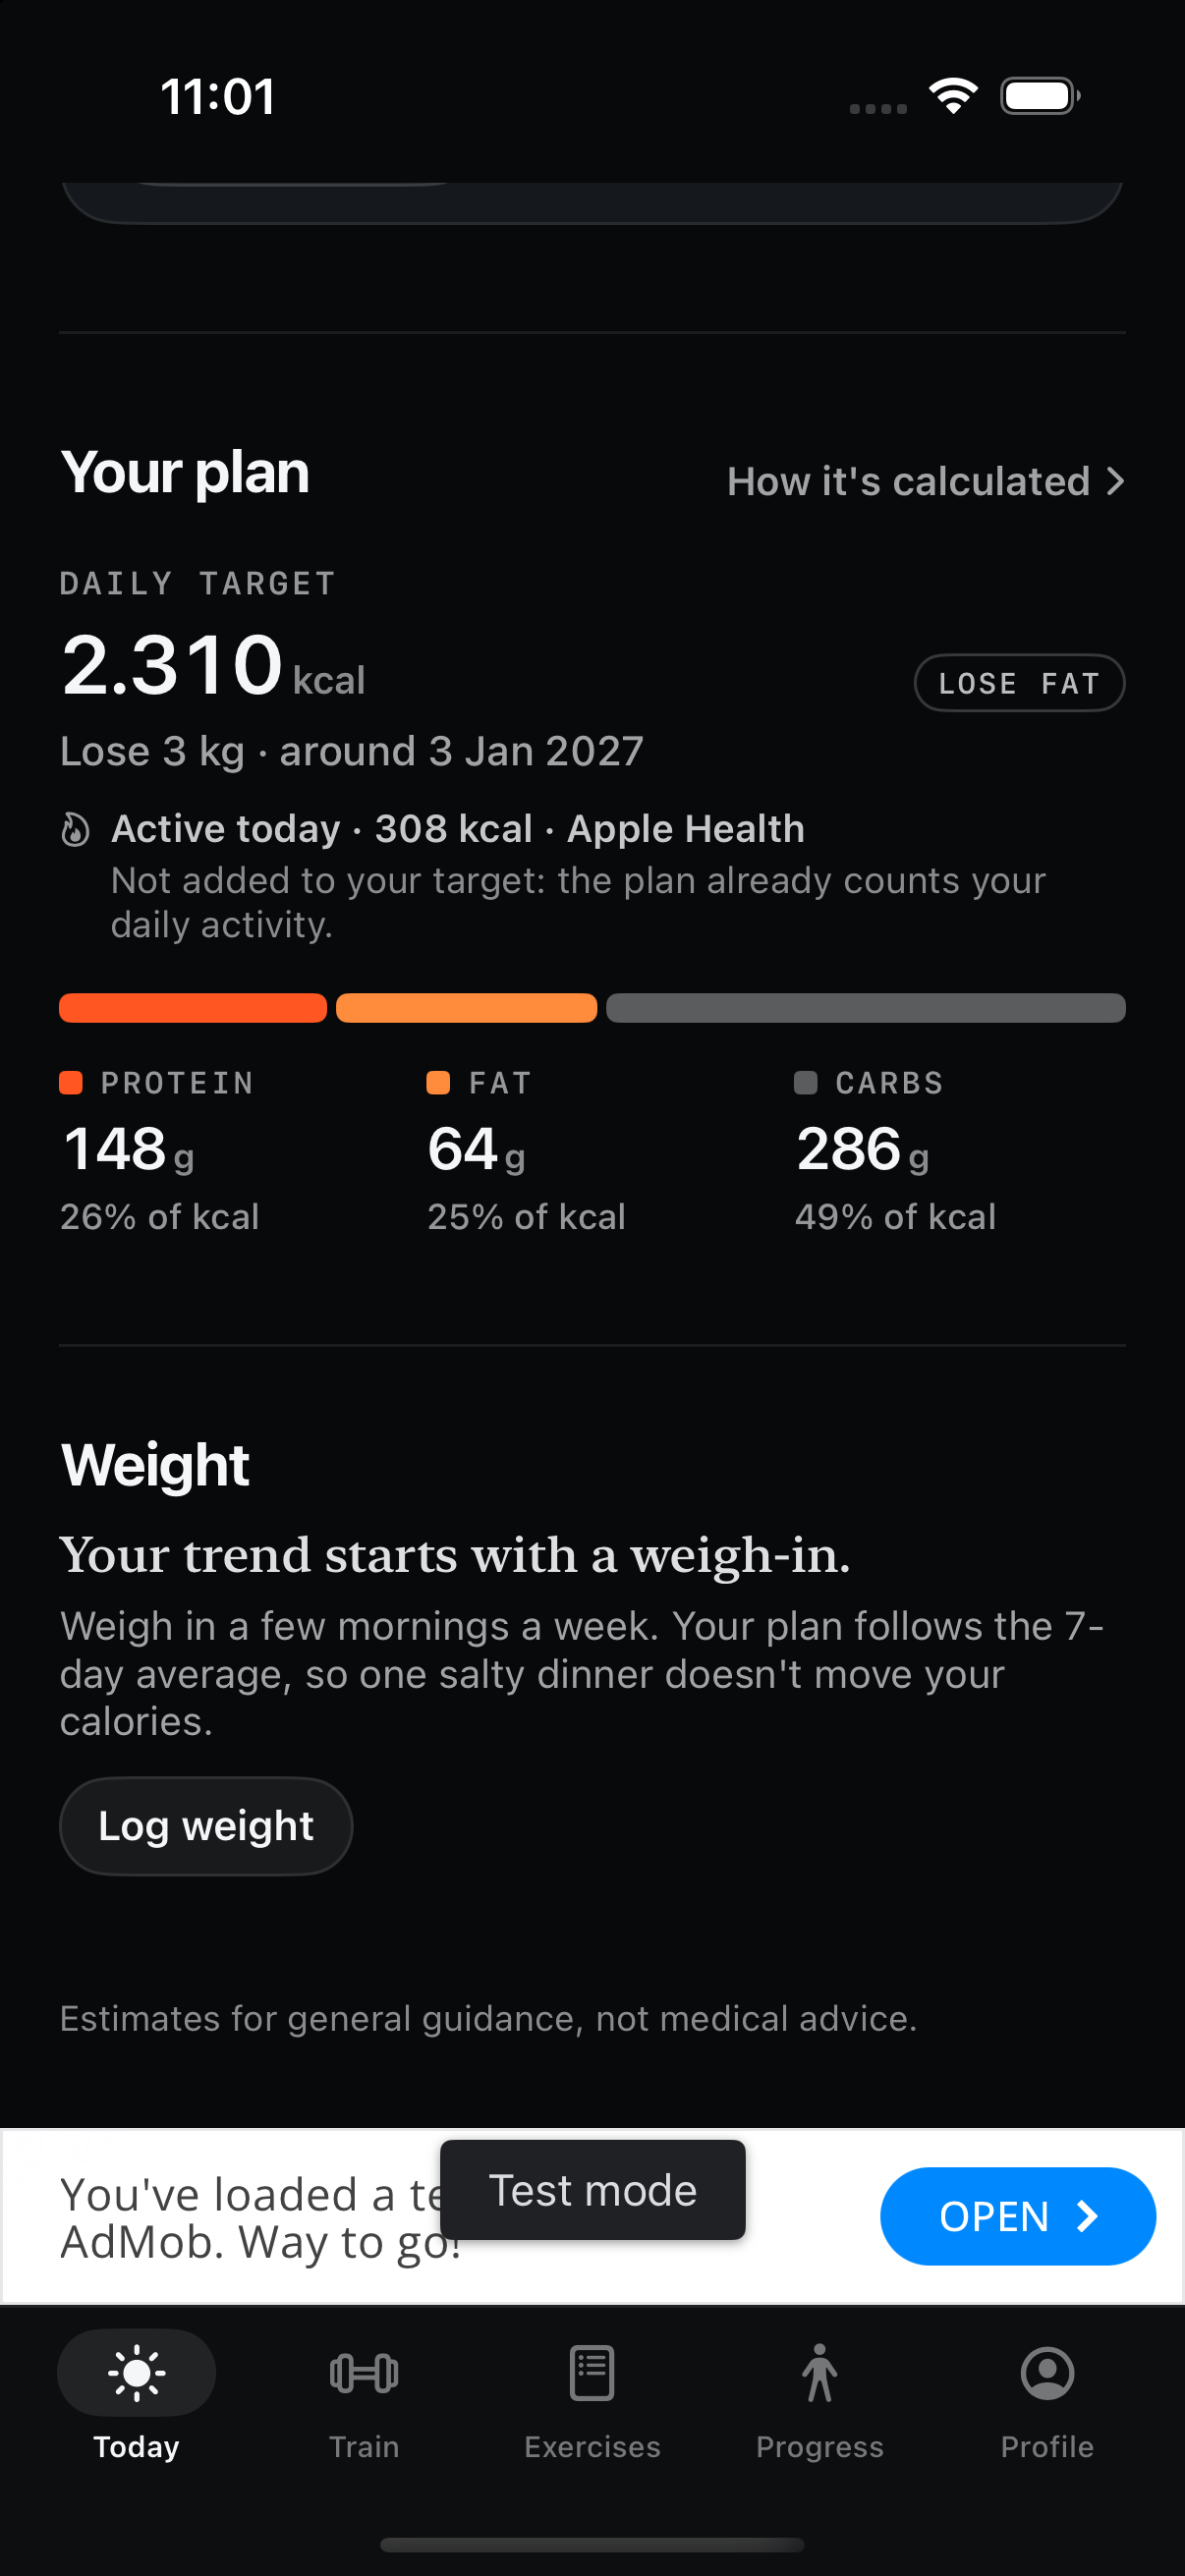 11:01
Your plan
How it's calculated
DAILY TARGET
2.310 kcal
LOSE FAT
Lose 3 kg · around 3 Jan 2027
Active today · 308 kcal · Apple Health
Not added to your target: the plan already counts your
daily activity.
PROTEIN
148 g
26% of kcal
FAT
64 g
25% of kcal
CARBS
286 g
49% of kcal
Weight
Your trend starts with a weigh-in.
Weigh in a few mornings a week. Your plan follows the 7-
day average, so one salty dinner doesn't move your
calories.
Log weight
Estimates for general guidance, not medical advice.
You've loaded a
AdMob. Way to go!
Test mode
OPEN
Today
Train
Exercises
Progress
Profile